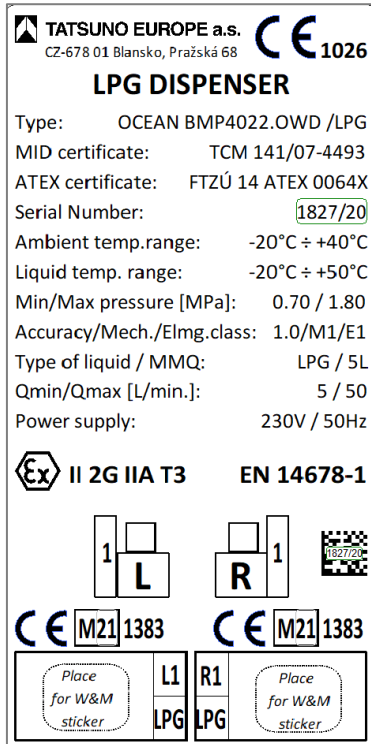 TATSUNO EUROPE a.s.
CZ-678 01 Blansko, Pražská 68
CE 1026
LPG DISPENSER
Type: OCEAN BMP4022.OWD /LPG
MID certificate: TCM 141/07-4493
ATEX certificate: FTZÚ 14 ATEX 0064X
Serial Number: 1827/20
Ambient temp.range: -20°C ÷ +40°C
Liquid temp. range: -20°C ÷ +50°C
Min/Max pressure [MPa]: 0.70 / 1.80
Accuracy/Mech./Elmg.class: 1.0/M1/E1
Type of liquid / MMQ: LPG / 5L
Qmin/Qmax [L/min.]: 5 / 50
Power supply: 230V / 50Hz
Ex II 2G IIA T3 EN 14678-1
1 L R 1 1827/20
CE M21 1383 CE M21 1383
Place for W&M sticker
L1
LPG
R1
LPG
Place for W&M sticker